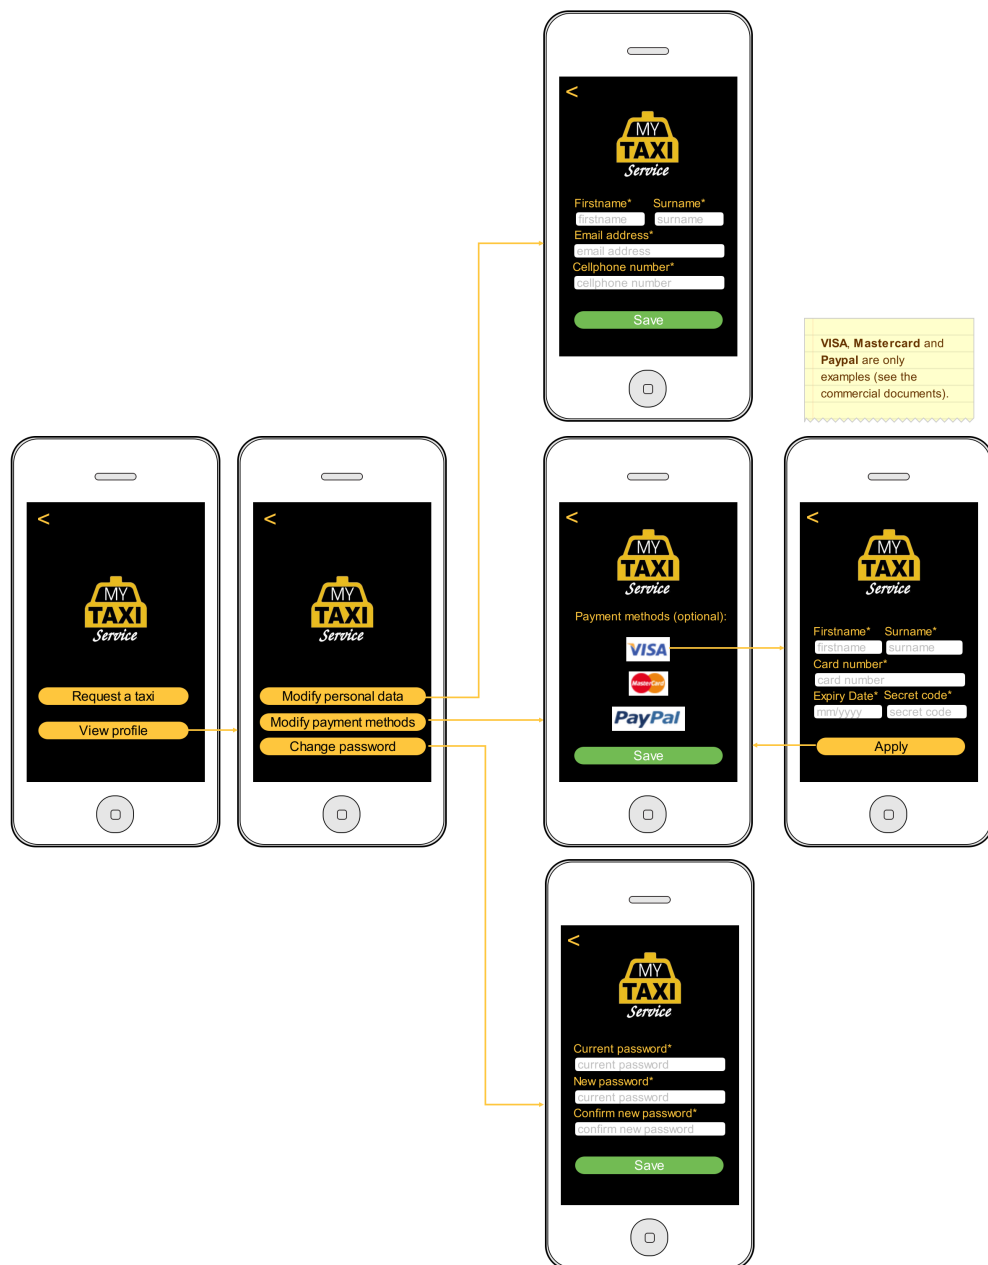 <
MY
TAXI
Service
Firstname* Surname*
firstname surname
Email address*
email address
Cellphone number*
cellphone number
Save
VISA, Mastercard and
Paypal are only
examples (see the
commercial documents).
<
MY
TAXI
Service
Request a taxi
View profile
<
MY
TAXI
Service
Modify personal data
Modify payment methods
Change password
<
MY
TAXI
Service
Payment methods (optional):
VISA
MasterCard
PayPal
Save
<
MY
TAXI
Service
Firstname* Surname*
firstname surname
Card number*
card number
Expiry Date* Secret code*
mm/yyyy secret code
Apply
<
MY
TAXI
Service
Current password*
current password
New password*
current password
Confirm new password*
confirm new password
Save